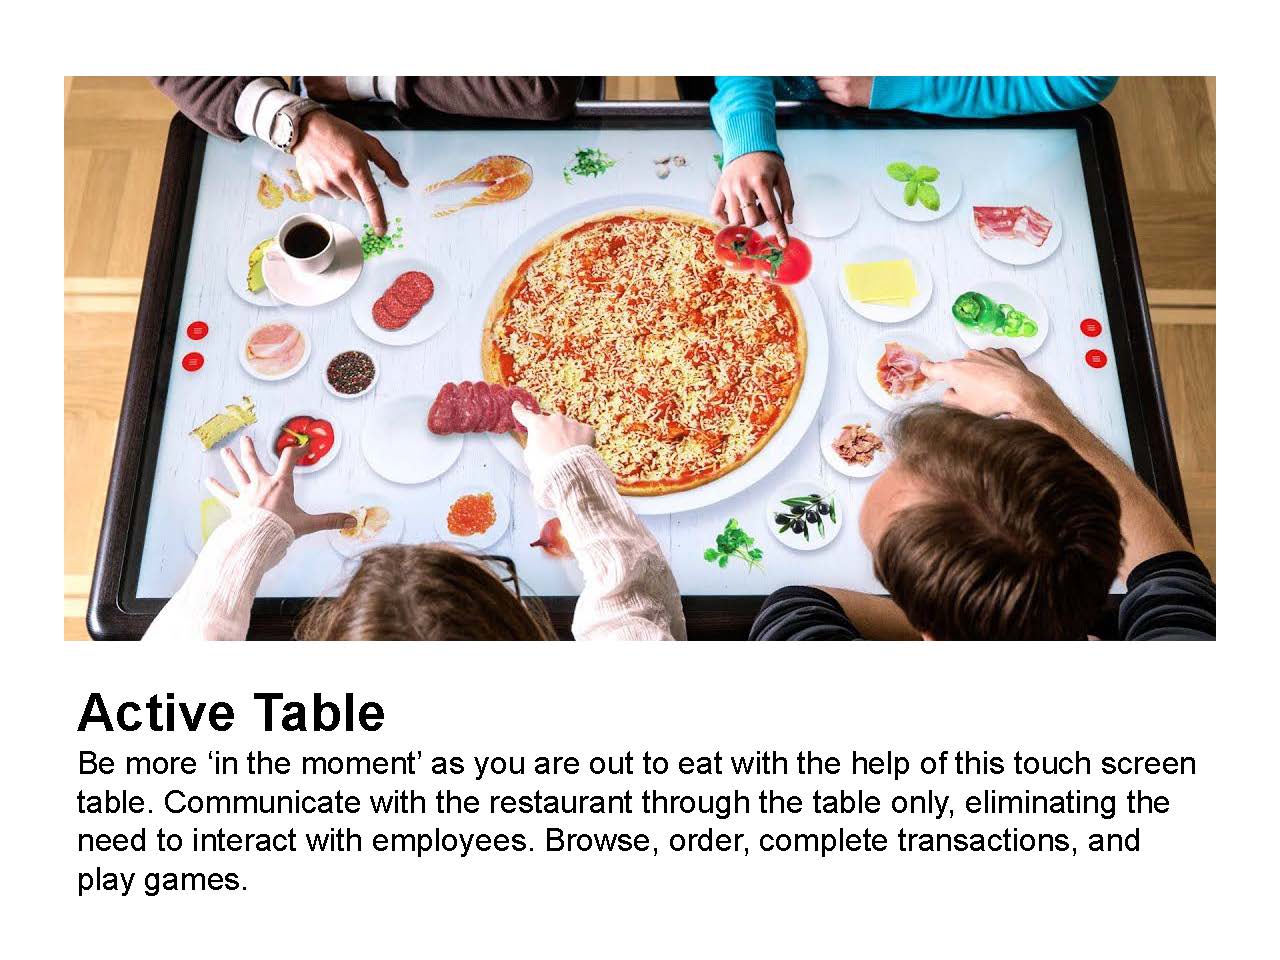 Active Table
Be more ‘in the moment’ as you are out to eat with the help of this touch screen
table. Communicate with the restaurant through the table only, eliminating the
need to interact with employees. Browse, order, complete transactions, and
play games.